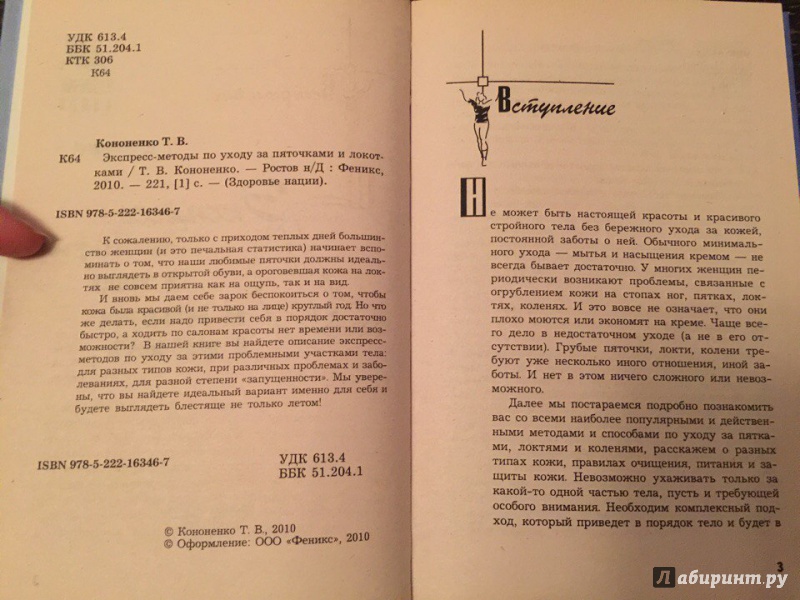 УДК 613.4
ББК 51.204.1
КТК 306
К64
Кононенко Т. В.
К64 Экспресс-методы по уходу за пяточками и локот-
ками / Т. В. Кононенко. — Ростов н/Д : Феникс,
2010. — 221, [1] с. — (Здоровье нации).
ISBN 978-5-222-16346-7
К сожалению, только с приходом теплых дней большин-
ство женщин (и это печальная статистика) начинает вспо-
минать о том, что наши любимые пяточки должны идеаль-
но выглядеть в открытой обуви, а ороговевшая кожа на лок-
тях не совсем приятна как на ощупь, так и на вид.
И вновь мы даем себе зарок беспокоиться о том, чтобы
кожа была красивой (и не только на лице) круглый год. Но что
же делать, если надо привести себя в порядок достаточно
быстро, а ходить по салонам красоты нет времени или воз-
можности? В нашей книге вы найдете описание экспресс-
методов по уходу за этими проблемными участками тела:
для разных типов кожи, при различных проблемах и забо-
леваниях, для разной степени «запущенности». Мы увере-
ны, что вы найдете идеальный вариант именно для себя и
будете выглядеть блестяще не только летом!
ISBN 978-5-222-16346-7
УДК 613.4
ББК 51.204.1
© Кононенко Т. В., 2010
© Оформление: ООО «Феникс», 2010
Вступление
Не может быть настоящей красоты и красивого
стройного тела без бережного ухода за кожей,
постоянной заботы о ней. Обычного минималь-
ного ухода — мытья и насыщения кремом — не
всегда бывает достаточно. У многих женщин пе-
риодически возникают проблемы, связанные с
огрублением кожи на стопах ног, пятках, лок-
тях, коленях. И это вовсе не означает, что они
плохо моются или экономят на креме. Чаще все-
го дело в недостаточном уходе (а не в его от-
сутствии). Грубые пяточки, локти, колени тре-
буют уже несколько иного отношения, иной за-
боты. И нет в этом ничего сложного или невоз-
можного.
Далее мы постараемся подробно познакомить
вас со всеми наиболее популярными и действен-
ными методами и способами по уходу за пятка-
ми, локтями и коленями, расскажем о разных
типах кожи, правилах очищения, питания и за-
щиты кожи. Невозможно ухаживать только за
какой-то одной частью тела, пусть и требующей
особого внимания. Необходим комплексный под-
ход, который приведет в порядок тело и будет в
3
Лабиринт.ру